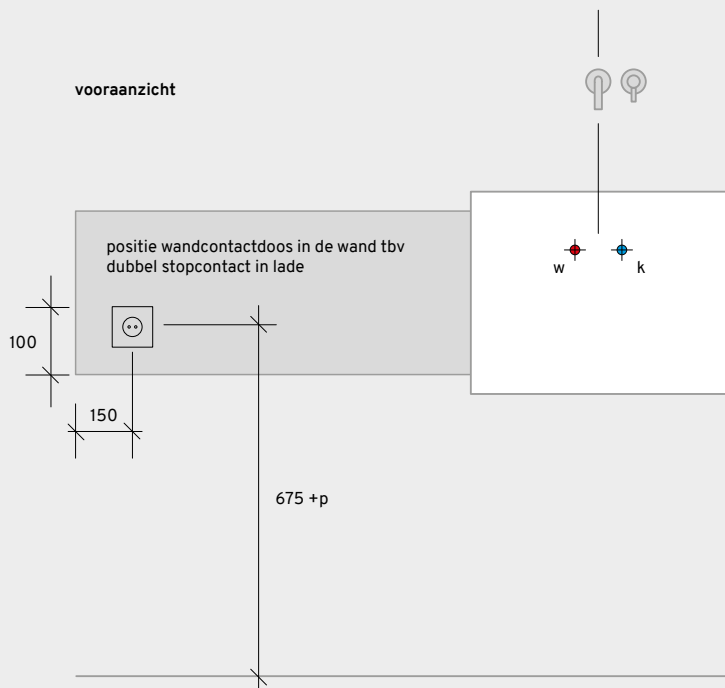 vooraanzicht
positie wandcontactdoos in de wand tbv
dubbel stopcontact in lade
w
k
100
150
675 +p